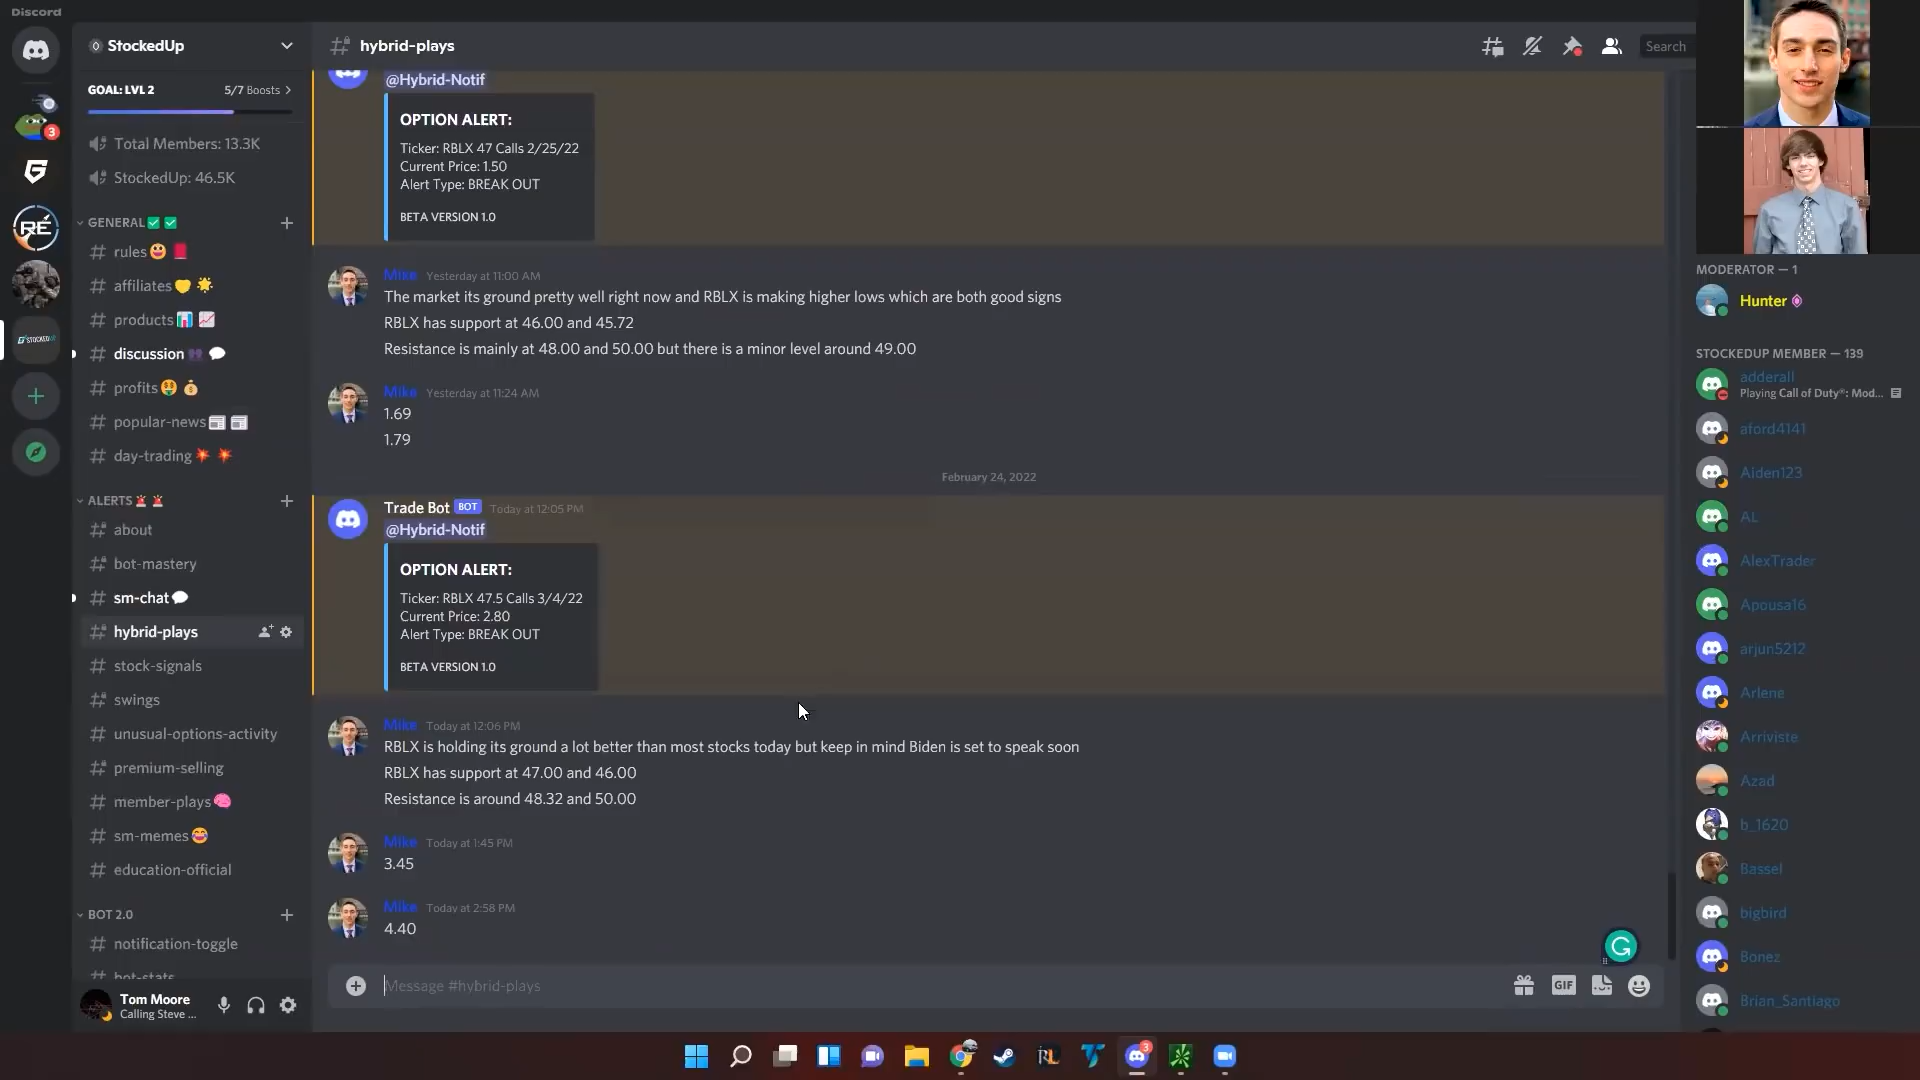 Discord
StockedUp
GOAL: LVL 2 5/7 Boosts
Total Members: 13.3K
StockedUp: 46.5K
GENERAL
rules
affiliates
products
discussion
profits
popular-news
day-trading
ALERTS
about
bot-mastery
sm-chat
hybrid-plays
stock-signals
swings
unusual-options-activity
premium-selling
member-plays
sm-memes
education-official
BOT 2.0
notification-toggle
bot-stats
Tom Moore
Calling Steve ...
3
RE
STOCKEDUP
hybrid-plays
Search
@Hybrid-Notif
OPTION ALERT:
Ticker: RBLX 47 Calls 2/25/22
Current Price: 1.50
Alert Type: BREAK OUT
BETA VERSION 1.0
Mike Yesterday at 11:00 AM
The market its ground pretty well right now and RBLX is making higher lows which are both good signs
RBLX has support at 46.00 and 45.72
Resistance is mainly at 48.00 and 50.00 but there is a minor level around 49.00
Mike Yesterday at 11:24 AM
1.69
1.79
February 24, 2022
Trade Bot BOT Today at 12:05 PM
@Hybrid-Notif
OPTION ALERT:
Ticker: RBLX 47.5 Calls 3/4/22
Current Price: 2.80
Alert Type: BREAK OUT
BETA VERSION 1.0
Mike Today at 12:06 PM
RBLX is holding its ground a lot better than most stocks today but keep in mind Biden is set to speak soon
RBLX has support at 47.00 and 46.00
Resistance is around 48.32 and 50.00
Mike Today at 1:45 PM
3.45
Mike Today at 2:58 PM
4.40
Message #hybrid-plays
GIF
MODERATOR — 1
Hunter
STOCKEDUP MEMBER — 139
adderall
Playing Call of Duty®: Mod...
aford4141
Aiden123
AL
AlexTrader
Apousa16
arjun5212
Arlene
Arriviste
Azad
b_1620
Bassel
bigbird
Bonez
Brian_Santiago
RL
3